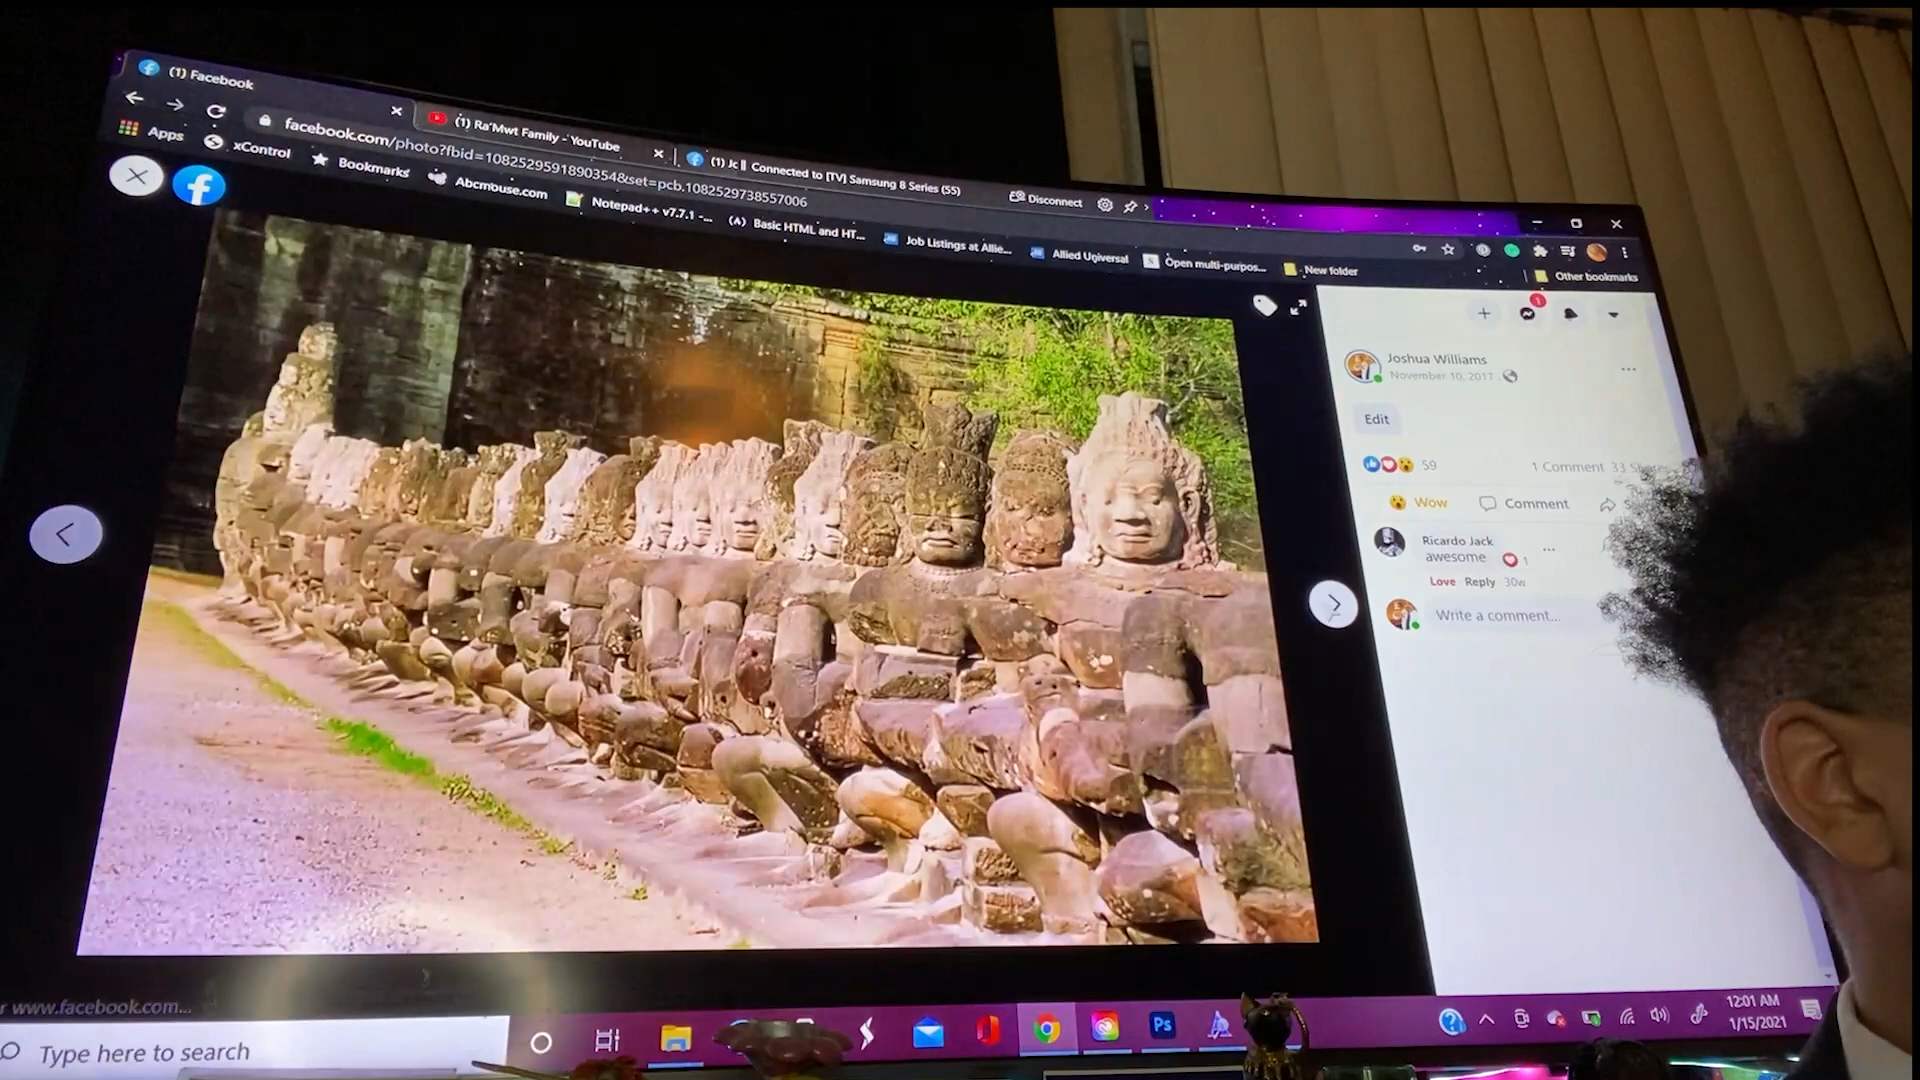 (1) Facebook
(1) Ra'Mwt Family - YouTube
(1) Jc ||
Connected to [TV] Samsung 8 Series (55)
Disconnect
facebook.com/photo?fbid=10825295918903548&set=pcb.1082529738557006
Apps
xControl
Bookmarks
Abcmouse.com
Notepad++ v7.7.1 -...
Basic HTML and HT...
Job Listings at Allie...
Allied Universal
Open multi-purpos...
New folder
Other bookmarks
1
Joshua Williams
November 10, 2017
Edit
59
1 Comment 33
Wow
Comment
Ricardo Jack
awesome
1
Love Reply 30w
Write a comment...
www.facebook.com...
Type here to search
Ps
12:01 AM
1/15/2021